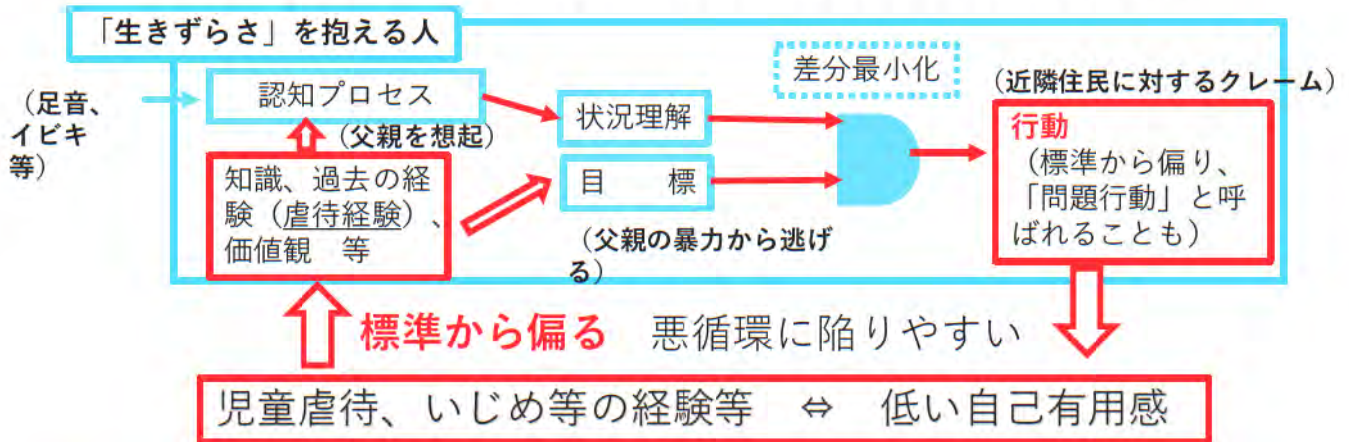 「生きずらさ」を抱える人
差分最小化
(足音、
イビキ
等)
認知プロセス
(近隣住民に対するクレーム)
状況理解
行動
(標準から偏り、
「問題行動」と呼
ばれることも)
(父親を想起)
知識、過去の経
験(虐待経験)、
価値観 等
目 標
(父親の暴力から逃げ
る)
標準から偏る 悪循環に陥りやすい
児童虐待、いじめ等の経験等 ⇔ 低い自己有用感